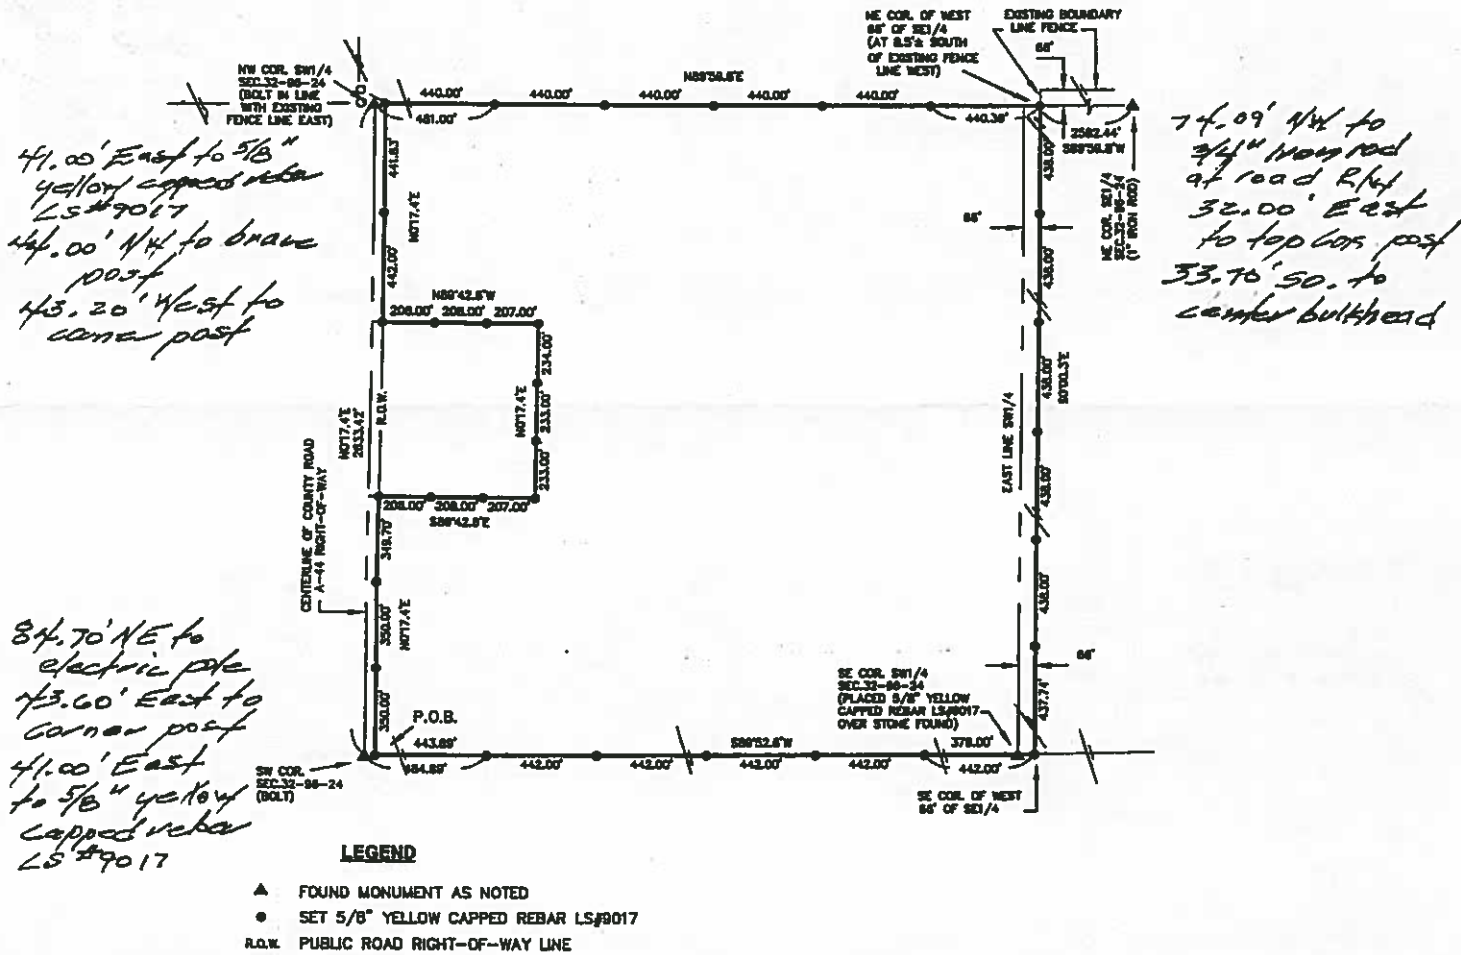 NE COR. OF WEST
66' OF SE1/4
(AT 8.5'± SOUTH
OF EXISTING FENCE
LINE WEST)
EXISTING BOUNDARY
LINE FENCE
66'
NW COR. SW1/4
SEC.32-96-24
(BOLT IN LINE
WITH EXISTING
FENCE LINE EAST)
N89°56.8'E
440.00' 440.00' 440.00' 440.00' 440.00'
481.00'
440.39'
2582.44'
S89°56.8'W
NE COR. SE1/4
SEC.32-96-24
(1" IRON ROD)
41.00' East to 5/8"
yellow capped rebar
LS #9017
44.00' NW to brace
post
43.20' West to
corner post
74.09' NW to
3/4" iron rod
at road R/W
32.00' East
to top corn post
33.70' So. to
center bulkhead
441.63'
N0°17.4'E
442.00'
N89°42.6'W
208.00' 208.00' 207.00'
234.00'
N0°17.4'E
233.00'
233.00'
208.00' 208.00' 207.00'
S89°42.6'E
R.O.W.
N0°17.4'E
2633.42'
CENTERLINE OF COUNTY ROAD
A-44 RIGHT-OF-WAY
349.70'
350.00'
N0°17.4'E
350.00'
438.00'
66'
438.00'
438.00'
S0°00.3'E
EAST LINE SW1/4
438.00'
438.00'
66'
437.74'
84.70' NE to
electric pole
43.60' East to
corner post
41.00' East
to 5/8" yellow
capped rebar
LS #9017
SE COR. SW1/4
SEC.32-96-24
(PLACED 5/8" YELLOW
CAPPED REBAR LS#9017
OVER STONE FOUND)
P.O.B.
443.69'
S89°52.6'W
378.00'
484.69'
442.00' 442.00' 442.00' 442.00' 442.00'
SW COR.
SEC.32-96-24
(BOLT)
SE COR. OF WEST
66' OF SE1/4
LEGEND
FOUND MONUMENT AS NOTED
SET 5/8" YELLOW CAPPED REBAR LS#9017
R.O.W. PUBLIC ROAD RIGHT-OF-WAY LINE